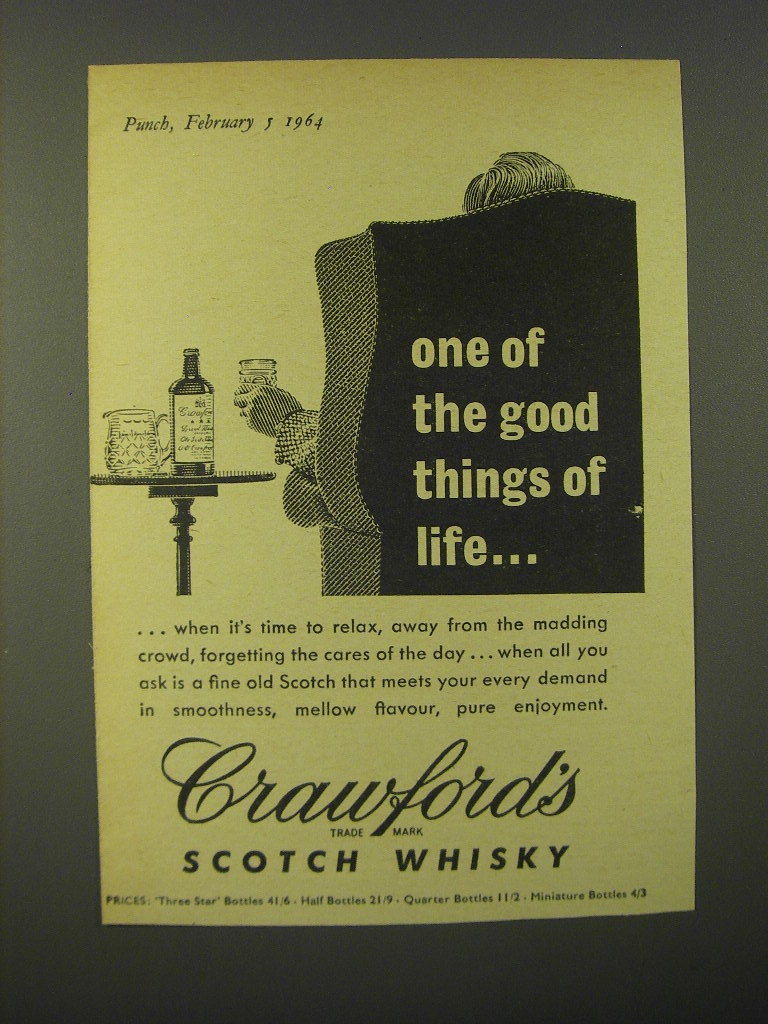 Punch, February 5 1964
one of
the good
things of
life...
... when it's time to relax, away from the madding
crowd, forgetting the cares of the day ... when all you
ask is a fine old Scotch that meets your every demand
in smoothness, mellow flavour, pure enjoyment.
Crawford's
TRADE MARK
SCOTCH WHISKY
PRICES: 'Three Star' Bottles 41/6 · Half Bottles 21/9 · Quarter Bottles 11/2 · Miniature Bottles 4/3